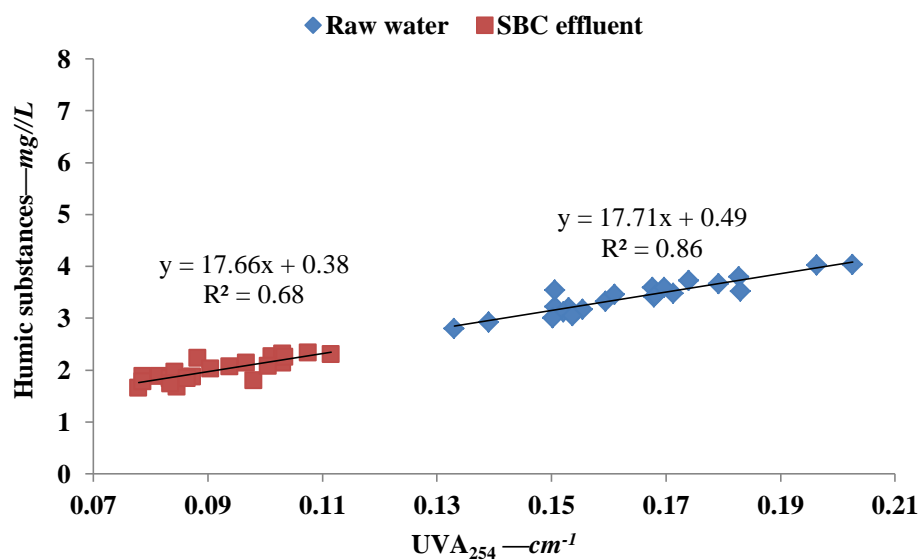 Raw water SBC effluent
8
7
6
5
4
3
2
1
0
Humic substances—mg//L
y = 17.71x + 0.49
R² = 0.86
y = 17.66x + 0.38
R² = 0.68
0.07 0.09 0.11 0.13 0.15 0.17 0.19 0.21
UVA₂₅₄ —cm⁻¹